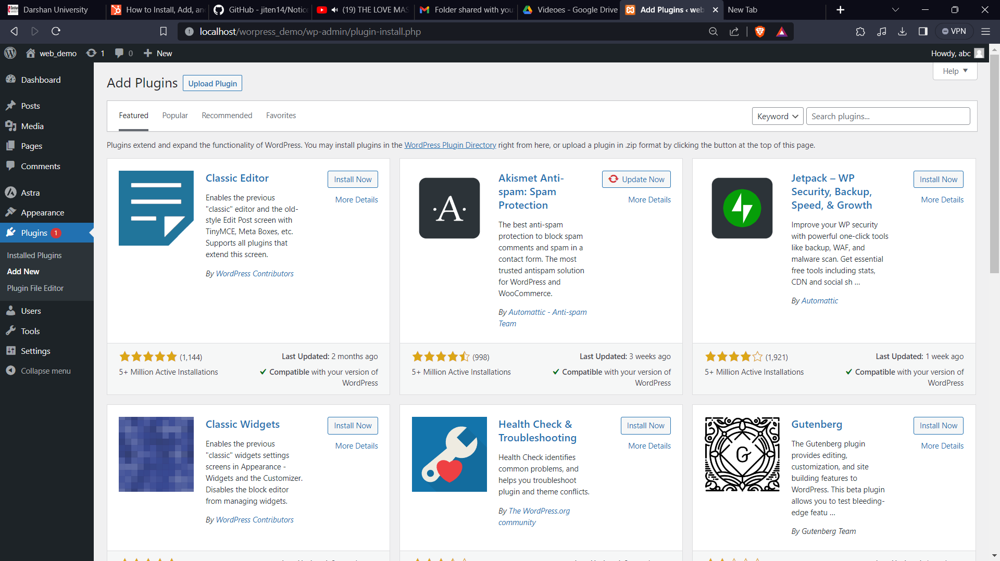 Darshan University
How to Install, Add, an
GitHub - jiten14/Notice
(19) THE LOVE MAS
Folder shared with you
Videoes - Google Drive
Add Plugins ‹ web
New Tab
localhost/worpress_demo/wp-admin/plugin-install.php
VPN
web_demo 1 0 New
Howdy, abc
Dashboard
Posts
Media
Pages
Comments
Astra
Appearance
Plugins 1
Installed Plugins
Add New
Plugin File Editor
Users
Tools
Settings
Collapse menu
Help
Add Plugins Upload Plugin
Featured Popular Recommended Favorites
Keyword Search plugins...
Plugins extend and expand the functionality of WordPress. You may install plugins in the WordPress Plugin Directory right from here, or upload a plugin in .zip format by clicking the button at the top of this page.
Classic Editor
Install Now
More Details
Enables the previous
"classic" editor and the old-
style Edit Post screen with
TinyMCE, Meta Boxes, etc.
Supports all plugins that
extend this screen.
By WordPress Contributors
(1,144)
Last Updated: 2 months ago
5+ Million Active Installations
Compatible with your version of
WordPress
·A·
Akismet Anti-
spam: Spam
Protection
Update Now
More Details
The best anti-spam
protection to block spam
comments and spam in a
contact form. The most
trusted antispam solution
for WordPress and
WooCommerce.
By Automattic - Anti-spam
Team
(998)
Last Updated: 3 weeks ago
5+ Million Active Installations
Compatible with your version of
WordPress
Jetpack – WP
Security, Backup,
Speed, & Growth
Install Now
More Details
Improve your WP security
with powerful one-click tools
like backup, WAF, and
malware scan. Get essential
free tools including stats,
CDN and social sh ...
By Automattic
(1,921)
Last Updated: 1 week ago
5+ Million Active Installations
Compatible with your version of
WordPress
Classic Widgets
Install Now
More Details
Enables the previous
"classic" widgets settings
screens in Appearance -
Widgets and the Customizer.
Disables the block editor
from managing widgets.
By WordPress Contributors
Health Check &
Troubleshooting
Install Now
More Details
Health Check identifies
common problems, and
helps you troubleshoot
plugin and theme conflicts.
By The WordPress.org
community
G
Gutenberg
Install Now
More Details
The Gutenberg plugin
provides editing,
customization, and site
building features to
WordPress. This beta plugin
allows you to test bleeding-
edge featu ...
By Gutenberg Team